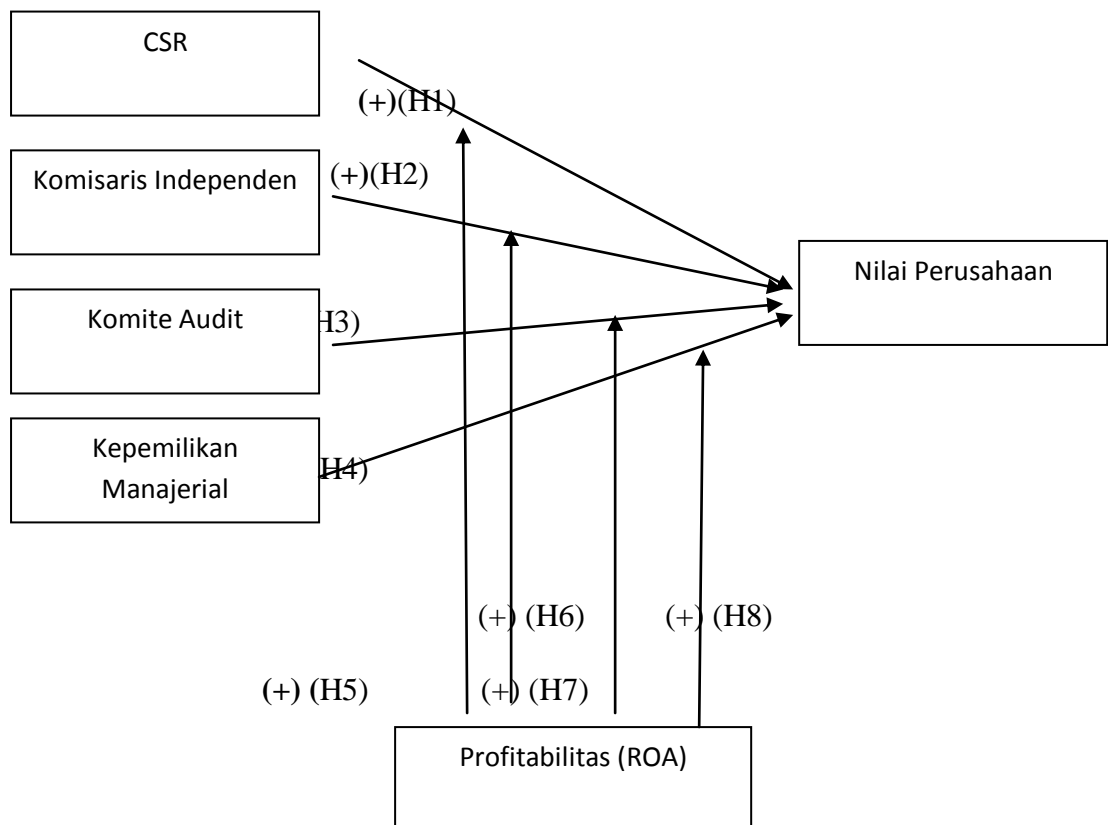 CSR
(+)(H1)
Komisaris Independen
(+)(H2)
Nilai Perusahaan
Komite Audit
H3)
Kepemilikan
Manajerial
H4)
(+) (H6)
(+) (H8)
(+) (H5)
(+) (H7)
Profitabilitas (ROA)